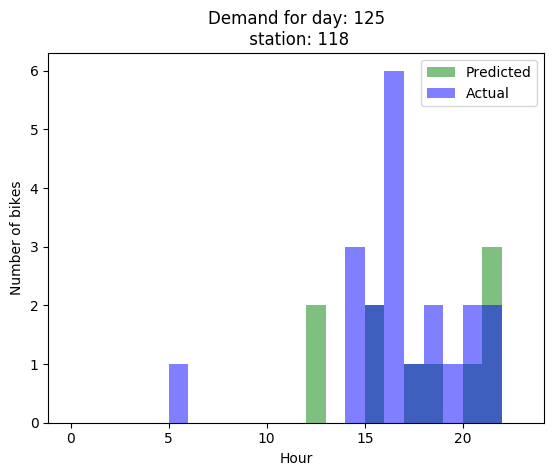 Demand for day: 125
station: 118
Predicted
Actual
Number of bikes
6
5
4
3
2
1
0
0 5 10 15 20
Hour